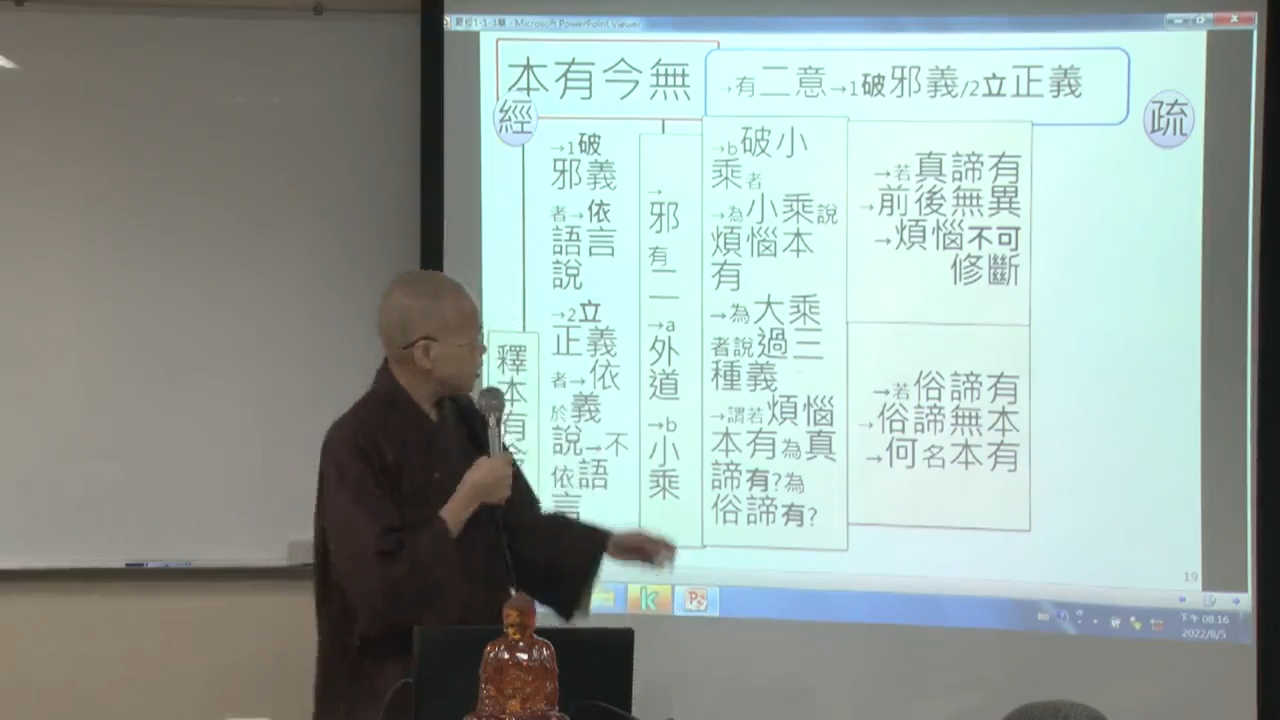 1-1-3 - Microsoft PowerPoint Viewer
本有今無
→有二意→1破邪義/2立正義
經
疏
→1破
邪義
者→依
語言
說
→2立
正義
者→依
於義
說→不
依語
言
釋
本
有
→
邪
有
二
→a
外
道
→b
小
乘
→b破小
乘者
→為小乘說
煩惱本
有
→為大乘
者說過三
種義
→謂若煩惱
本有為真
諦有?為
俗諦有?
→若真諦有
→前後無異
→煩惱不可
修斷
→若俗諦有
→俗諦無本
→何名本有
19
下午 08:16
2022/8/5